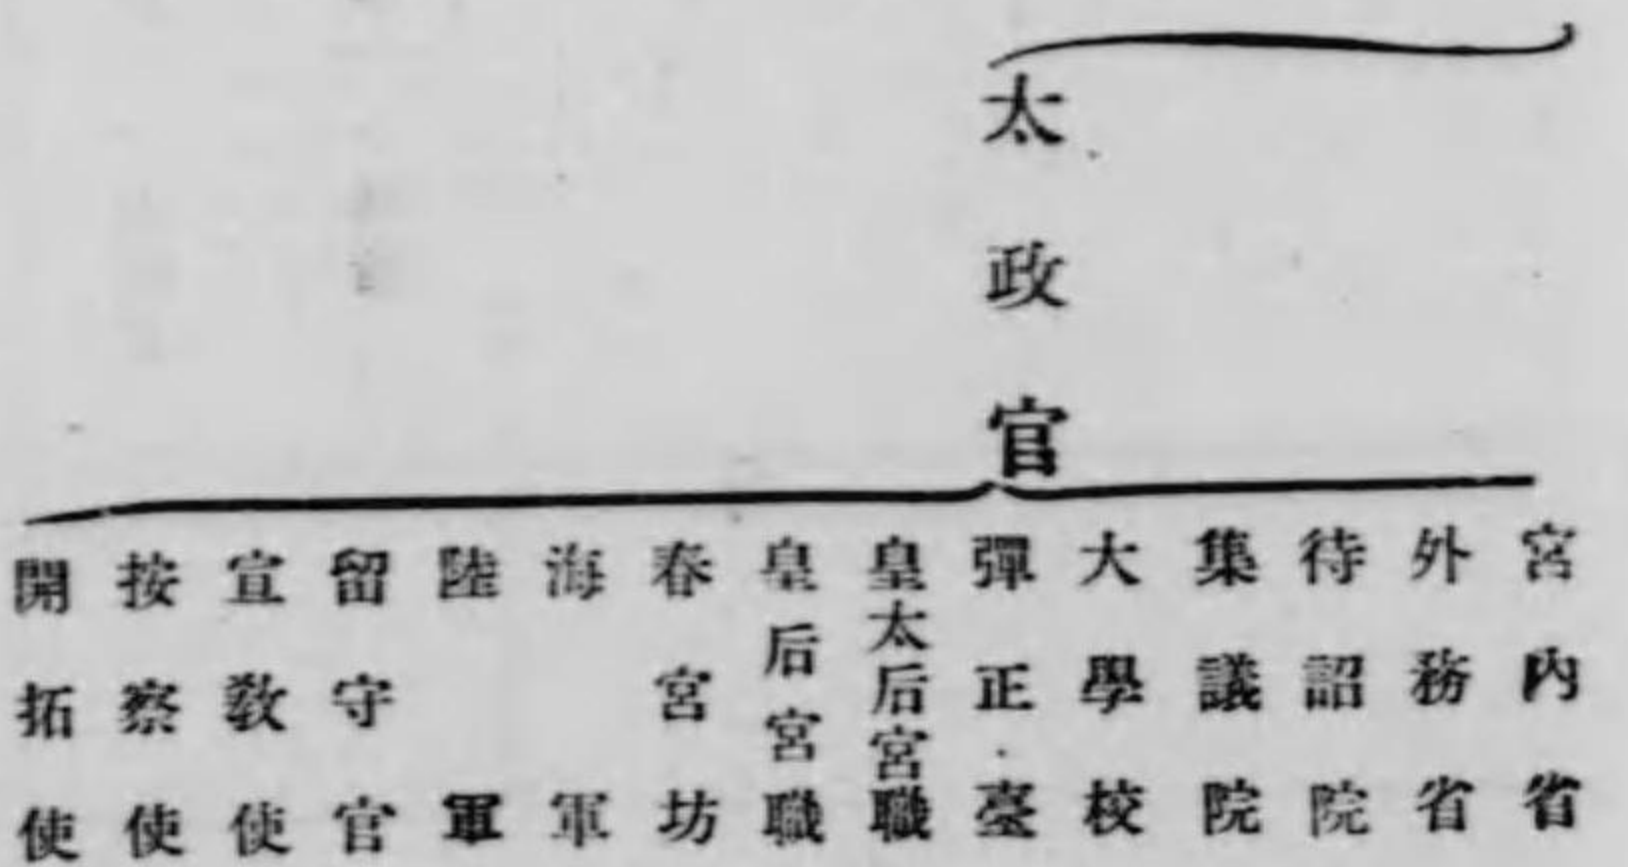 太政官
宮內省
外務省
待詔院
集議院
大學校
彈正臺
皇太后宮職
皇后宮職
春宮坊
海軍
陸軍
留守官
宣敎使
按察使
開拓使